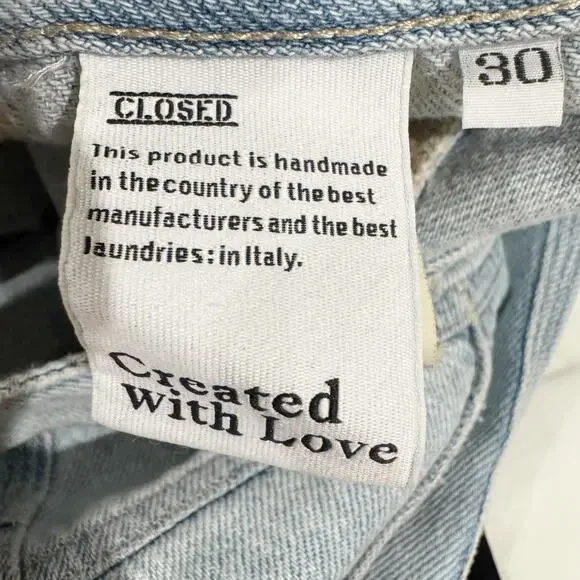 CLOSED
30
This product is handmade
in the country of the best
manufacturers and the best
laundries: in Italy.
Created
with Love